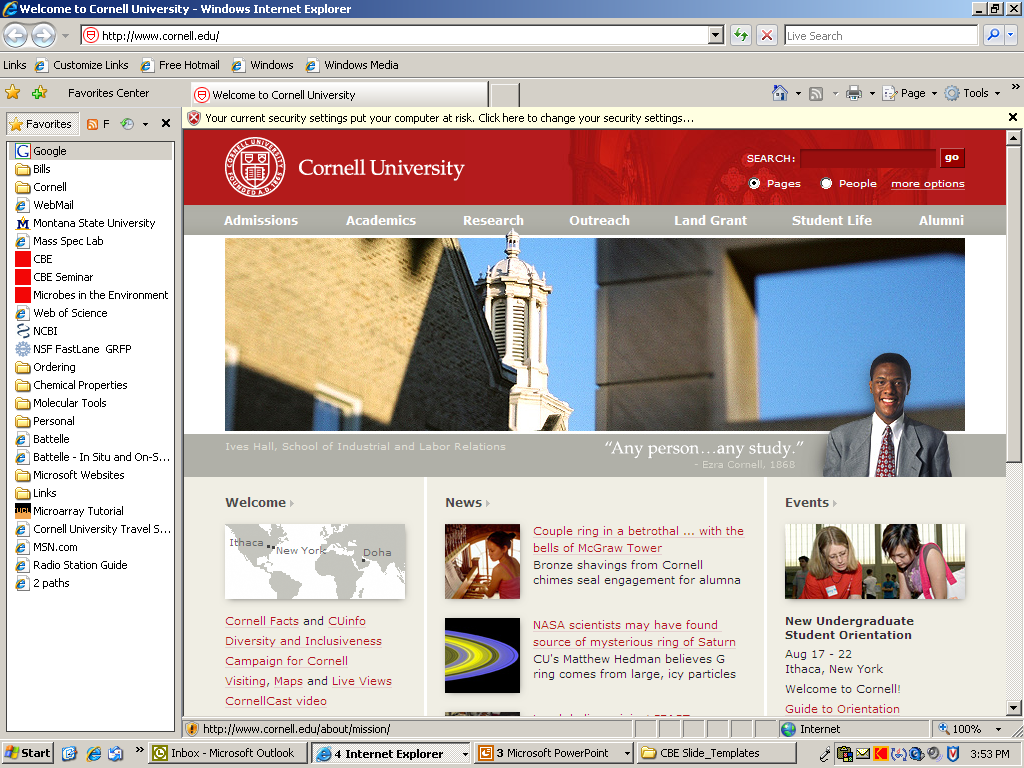 Welcome to Cornell University - Windows Internet Explorer
http://www.cornell.edu/
Live Search
Links Customize Links Free Hotmail Windows Windows Media
Favorites Center
Welcome to Cornell University
Page Tools
Favorites F
Your current security settings put your computer at risk. Click here to change your security settings...
Google
Bills
Cornell
WebMail
Montana State University
Mass Spec Lab
CBE
CBE Seminar
Microbes in the Environment
Web of Science
NCBI
NSF FastLane GRFP
Ordering
Chemical Properties
Molecular Tools
Personal
Battelle
Battelle - In Situ and On-S...
Microsoft Websites
Links
Microarray Tutorial
Cornell University Travel S...
MSN.com
Radio Station Guide
2 paths
Cornell University
SEARCH: go
Pages People more options
Admissions Academics Research Outreach Land Grant Student Life Alumni
Ives Hall, School of Industrial and Labor Relations
“Any person...any study.”
- Ezra Cornell, 1868
Welcome
Ithaca
New York
Doha
Cornell Facts and CUinfo
Diversity and Inclusiveness
Campaign for Cornell
Visiting, Maps and Live Views
CornellCast video
News
Couple ring in a betrothal ... with the
bells of McGraw Tower
Bronze shavings from Cornell
chimes seal engagement for alumna
NASA scientists may have found
source of mysterious ring of Saturn
CU's Matthew Hedman believes G
ring comes from large, icy particles
Events
New Undergraduate
Student Orientation
Aug 17 - 22
Ithaca, New York
Welcome to Cornell!
Guide to Orientation
http://www.cornell.edu/about/mission/
Internet
100%
Start
Inbox - Microsoft Outlook
4 Internet Explorer
3 Microsoft PowerPoint
CBE Slide_Templates
3:53 PM